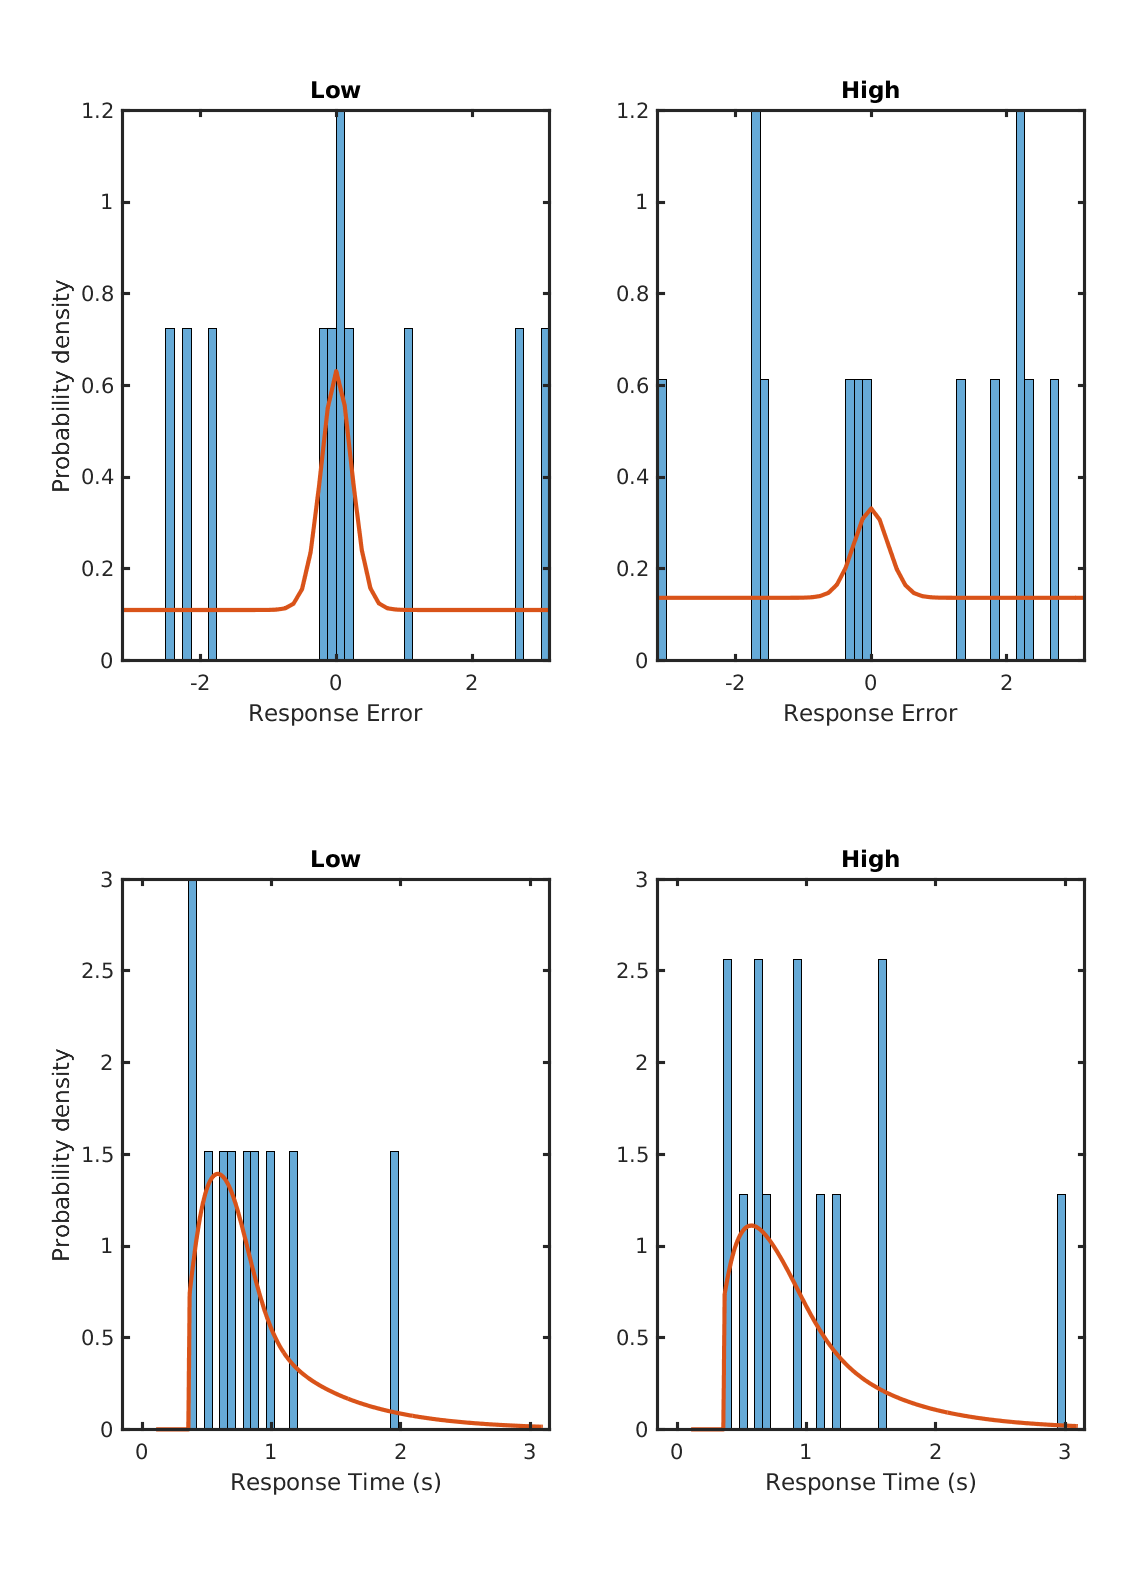 Low High
1.2 1.2
1 1
0.8 0.8
0.6 0.6
0.4 0.4
0.2 0.2
0 0
Probability density
-2 0 2 -2 0 2
Response Error Response Error
Low High
3 3
2.5 2.5
2 2
1.5 1.5
1 1
0.5 0.5
0 0
Probability density
0 1 2 3 0 1 2 3
Response Time (s) Response Time (s)